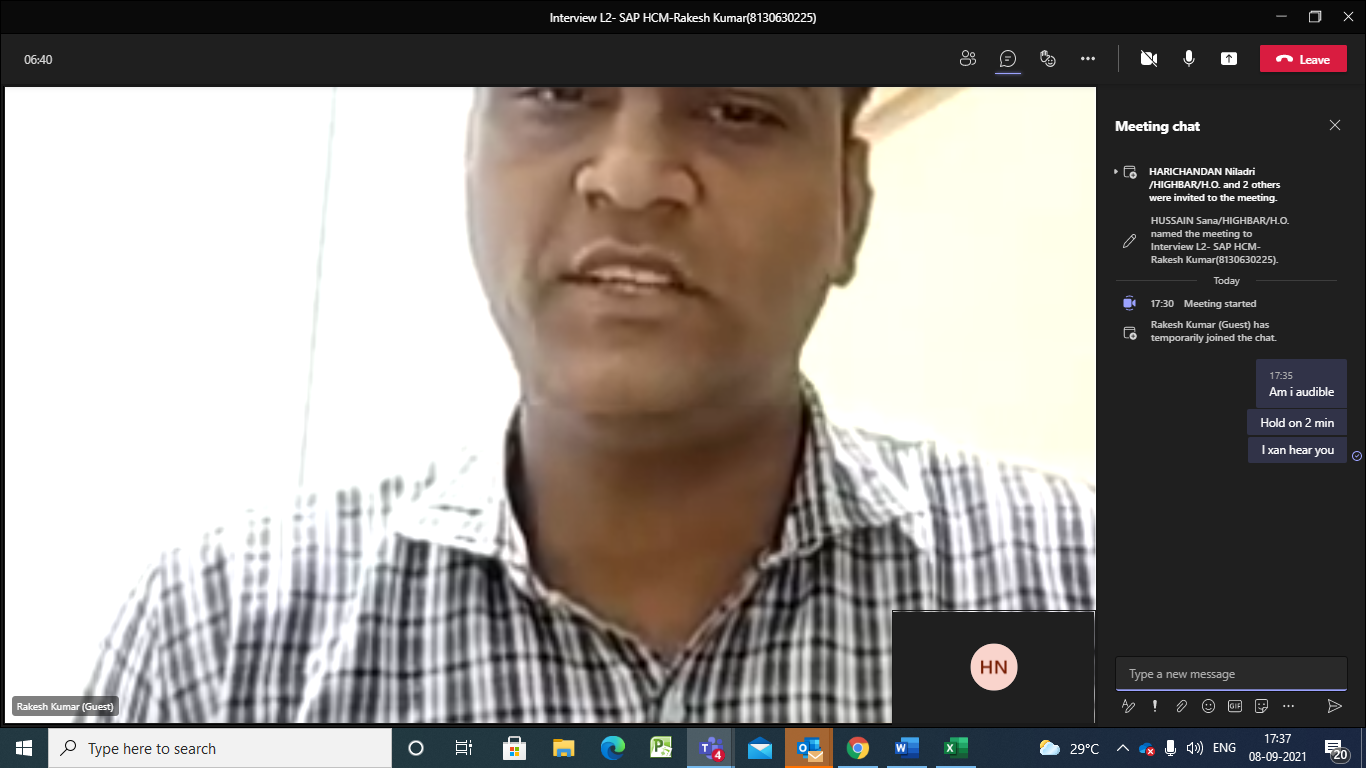 Interview L2- SAP HCM-Rakesh Kumar(8130630225)
06:40
Leave
Meeting chat
HARICHANDAN Niladri
/HIGHBAR/H.O. and 2 others
were invited to the meeting.
HUSSAIN Sana/HIGHBAR/H.O.
named the meeting to
Interview L2- SAP HCM-
Rakesh Kumar(8130630225).
Today
17:30 Meeting started
Rakesh Kumar (Guest) has
temporarily joined the chat.
17:35
Am i audible
Hold on 2 min
I xan hear you
HN
Rakesh Kumar (Guest)
Type a new message
GIF
Type here to search
4
29°C
ENG
17:37
08-09-2021
20